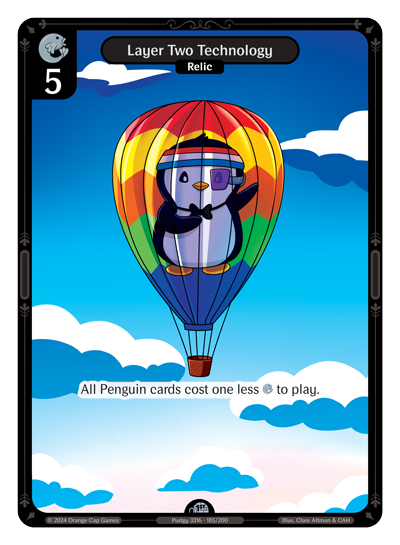 Layer Two Technology
5
Relic
All Penguin cards cost one less to play.
© 2024 Orange Cap Games
Pudgy 3316 · 185/200
Illus. Clare Altman & CAH